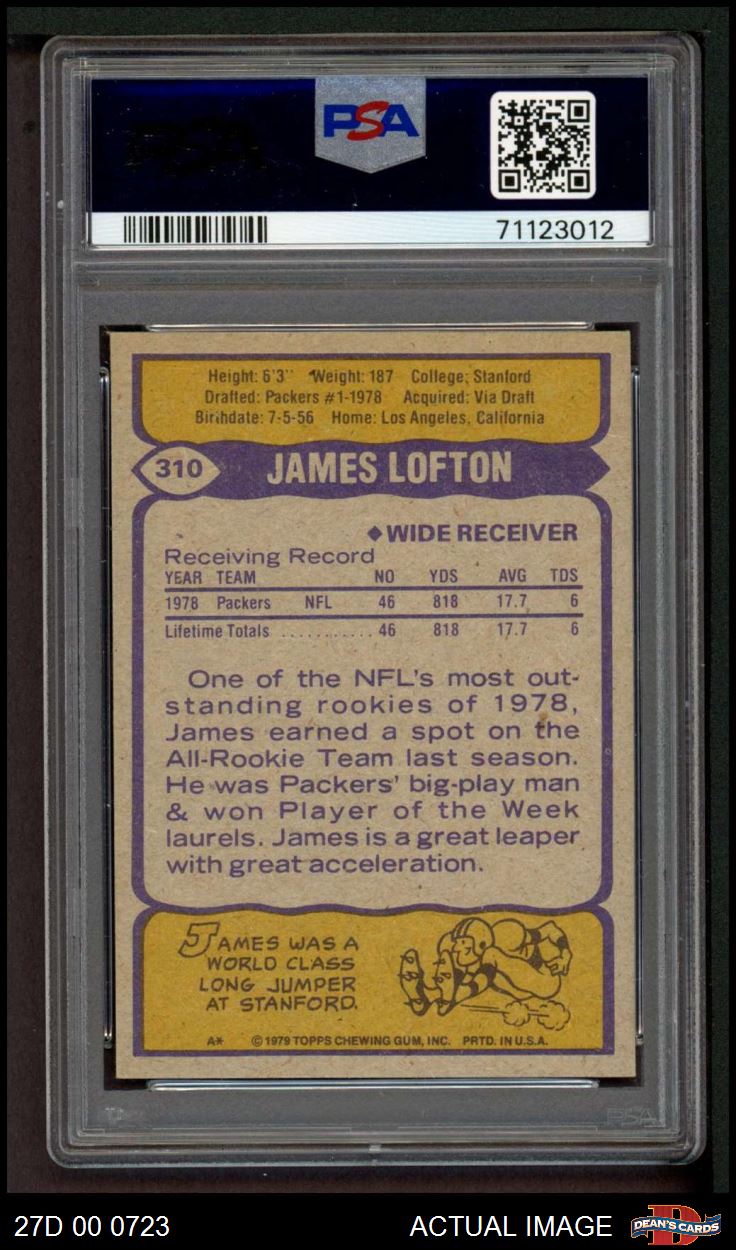 PSA
71123012
Height: 6'3'' Weight: 187 College: Stanford
Drafted: Packers #1-1978 Acquired: Via Draft
Birthdate: 7-5-56 Home: Los Angeles, California
310 JAMES LOFTON
◆WIDE RECEIVER
Receiving Record
YEAR TEAM NO YDS AVG TDS
1978 Packers NFL 46 818 17.7 6
Lifetime Totals ........... 46 818 17.7 6
One of the NFL's most out-
standing rookies of 1978,
James earned a spot on the
All-Rookie Team last season.
He was Packers' big-play man
& won Player of the Week
laurels. James is a great leaper
with great acceleration.
JAMES WAS A
WORLD CLASS
LONG JUMPER
AT STANFORD.
A* © 1979 TOPPS CHEWING GUM, INC. PRTD. IN U.S.A.
PSA
27D 00 0723 ACTUAL IMAGE DEAN'S CARDS